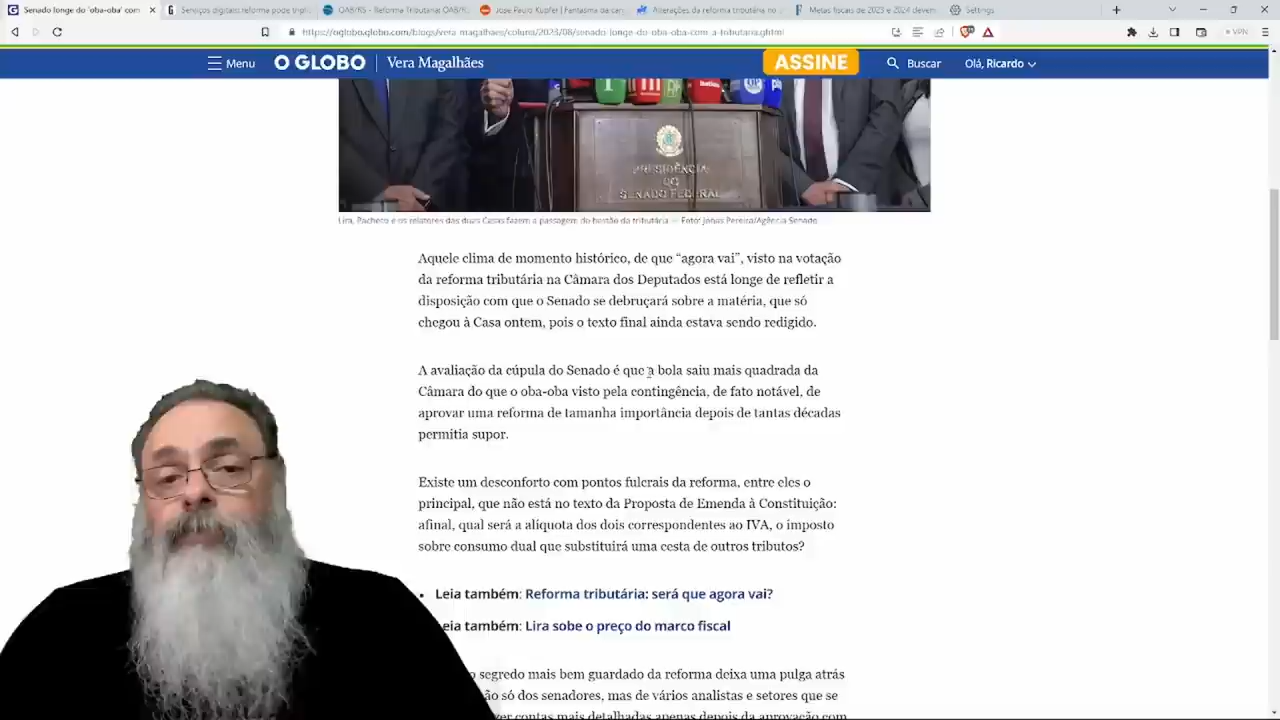 Senado longe do 'oba-oba' com
Serviços digitais: reforma pode tripli
OAB/RS - Reforma Tributária: OAB/R
José Paulo Kupfer | Fantasma da car
Alterações da reforma tributária no
Metas fiscais de 2023 e 2024 devem
Settings
https://oglobo.globo.com/blogs/vera-magalhaes/coluna/2023/08/senado-longe-do-oba-oba-com-a-tributaria.ghtml
VPN
Menu
O GLOBO
Vera Magalhães
ASSINE
Buscar
Olá, Ricardo
PRESIDÊNCIA
DO
SENADO FEDERAL
Lira, Pacheco e os relatores das duas Casas fazem a passagem do bastão da tributária — Foto: Jonas Pereira/Agência Senado
Aquele clima de momento histórico, de que “agora vai”, visto na votação
da reforma tributária na Câmara dos Deputados está longe de refletir a
disposição com que o Senado se debruçará sobre a matéria, que só
chegou à Casa ontem, pois o texto final ainda estava sendo redigido.
A avaliação da cúpula do Senado é que a bola saiu mais quadrada da
Câmara do que o oba-oba visto pela contingência, de fato notável, de
aprovar uma reforma de tamanha importância depois de tantas décadas
permitia supor.
Existe um desconforto com pontos fulcrais da reforma, entre eles o
principal, que não está no texto da Proposta de Emenda à Constituição:
afinal, qual será a alíquota dos dois correspondentes ao IVA, o imposto
sobre consumo dual que substituirá uma cesta de outros tributos?
Leia também: Reforma tributária: será que agora vai?
eia também: Lira sobe o preço do marco fiscal
o segredo mais bem guardado da reforma deixa uma pulga atrás
ão só dos senadores, mas de vários analistas e setores que se
zer contas mais detalhadas apenas depois da aprovação com